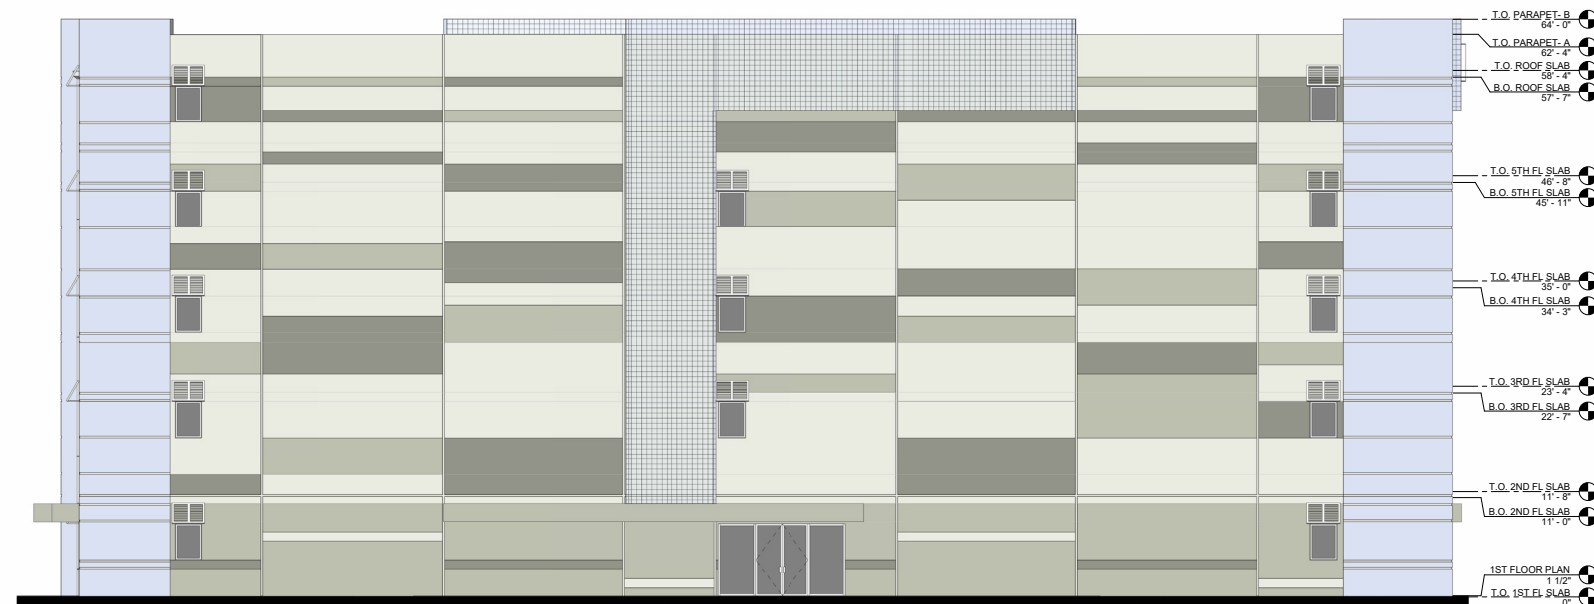 T.O. PARAPET- B
64' - 0"
T.O. PARAPET- A
62' - 4"
T.O. ROOF SLAB
58' - 4"
B.O. ROOF SLAB
57' - 7"
T.O. 5TH FL SLAB
46' - 8"
B.O. 5TH FL SLAB
45' - 11"
T.O. 4TH FL SLAB
35' - 0"
B.O. 4TH FL SLAB
34' - 3"
T.O. 3RD FL SLAB
23' - 4"
B.O. 3RD FL SLAB
22' - 7"
T.O. 2ND FL SLAB
11' - 8"
B.O. 2ND FL SLAB
11' - 0"
1ST FLOOR PLAN
1 1/2"
T.O. 1ST FL SLAB
0"